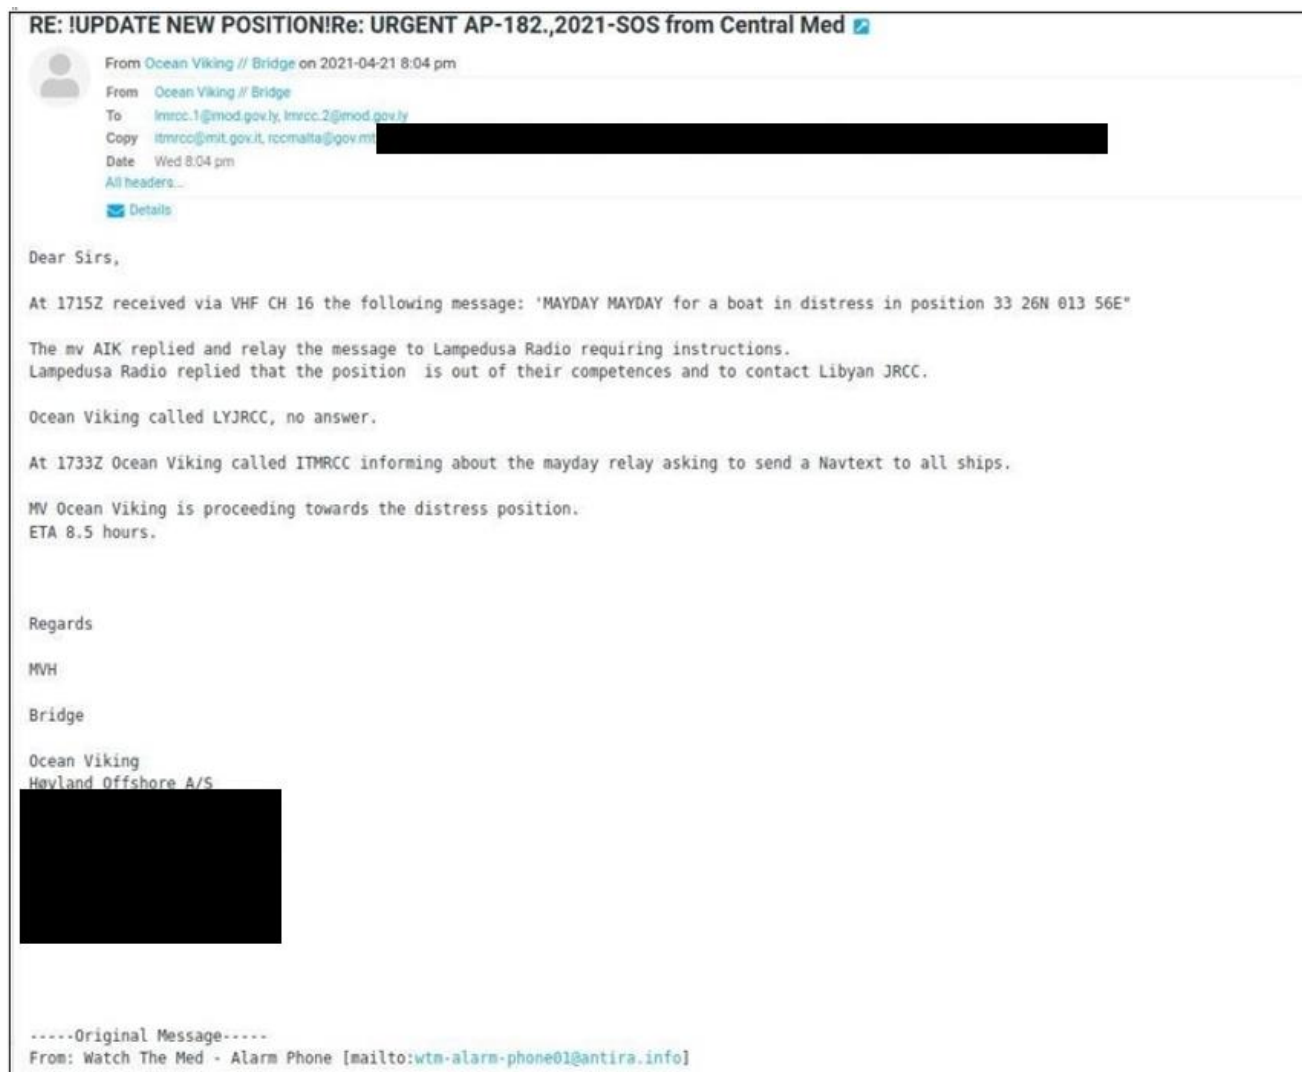 RE: !UPDATE NEW POSITION!Re: URGENT AP-182.,2021-SOS from Central Med
From Ocean Viking // Bridge on 2021-04-21 8:04 pm
From Ocean Viking // Bridge
To lmrcc.1@mod.gov.ly, lmrcc.2@mod.gov.ly
Copy itmrcc@mit.gov.it, rccmalta@gov.mt
Date Wed 8:04 pm
All headers...
Details
Dear Sirs,
At 1715Z received via VHF CH 16 the following message: 'MAYDAY MAYDAY for a boat in distress in position 33 26N 013 56E"
The mv AIK replied and relay the message to Lampedusa Radio requiring instructions.
Lampedusa Radio replied that the position  is out of their competences and to contact Libyan JRCC.
Ocean Viking called LYJRCC, no answer.
At 1733Z Ocean Viking called ITMRCC informing about the mayday relay asking to send a Navtext to all ships.
MV Ocean Viking is proceeding towards the distress position.
ETA 8.5 hours.
Regards
MVH
Bridge
Ocean Viking
Høyland Offshore A/S
-----Original Message-----
From: Watch The Med - Alarm Phone [mailto:wtm-alarm-phone01@antira.info]